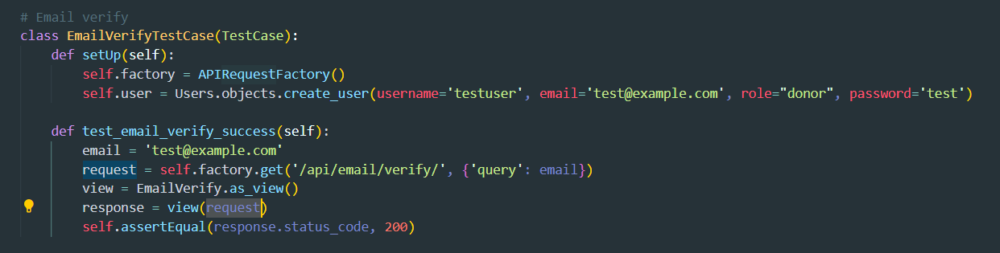 # Email verify
class EmailVerifyTestCase(TestCase):
    def setUp(self):
        self.factory = APIRequestFactory()
        self.user = Users.objects.create_user(username='testuser', email='test@example.com', role="donor", password='test')
    def test_email_verify_success(self):
        email = 'test@example.com'
        request = self.factory.get('/api/email/verify/', {'query': email})
        view = EmailVerify.as_view()
        response = view(request)
        self.assertEqual(response.status_code, 200)